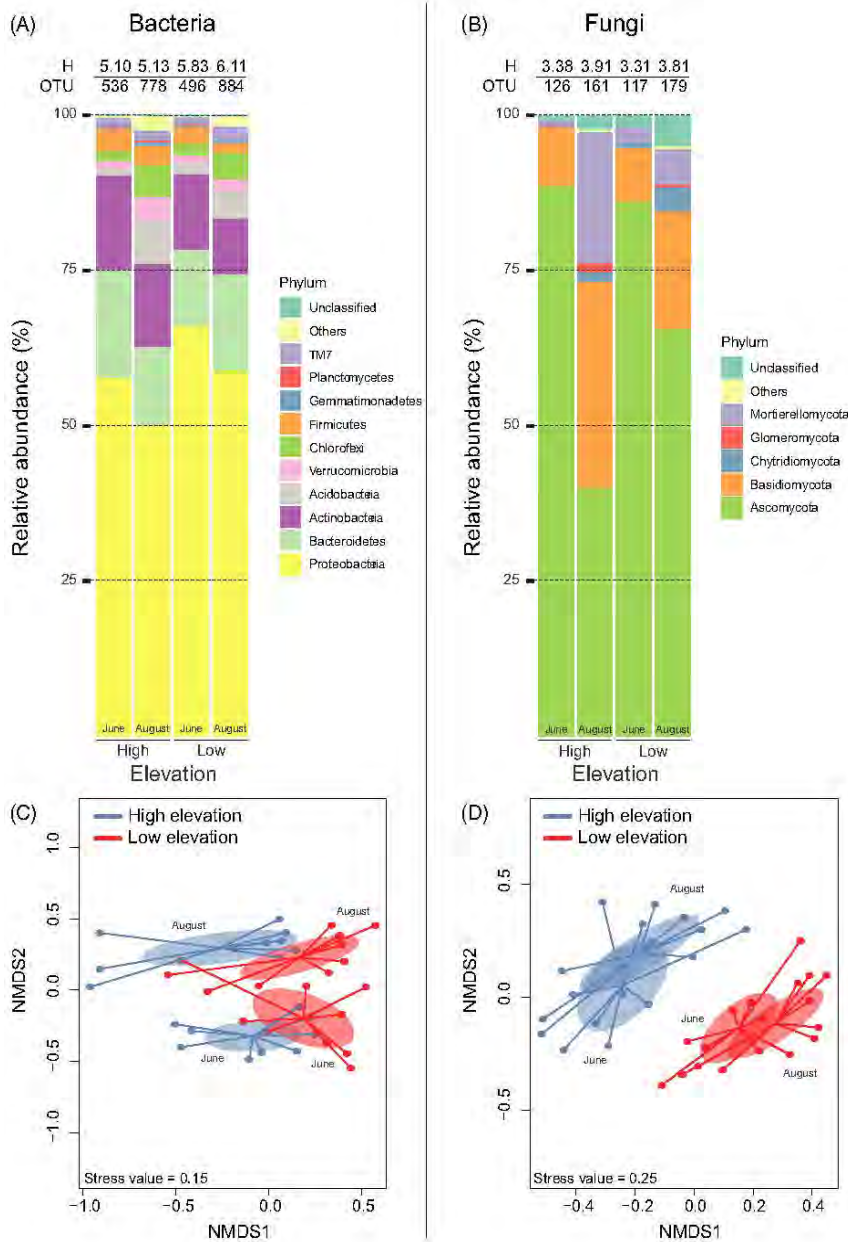 (A) Bacteria
H 5.10 5.13 5.83 6.11
OTU 536 778 496 884
100
75
50
25
Relative abundance (%)
Phylum
Unclassified
Others
TM7
Planctomycetes
Gemmatimonadetes
Firmicutes
Chloroflexi
Verrucomicrobia
Acidobacteia
Actinobacteia
Bacteroidetes
Proteobacteia
June August June August
High Low
Elevation
(B) Fungi
H 3.38 3.91 3.31 3.81
OTU 126 161 117 179
100
75
50
25
Relative abundance (%)
Phylum
Unclassified
Others
Mortierellomycota
Glomeromycota
Chytridiomycota
Basidiomycota
Ascomycota
June August June August
High Low
Elevation
(C)
High elevation
Low elevation
1.0
0.5
0.0
−0.5
−1.0
NMDS2
August
August
June
June
Stress value = 0.15
−1.0 −0.5 0.0 0.5
NMDS1
(D)
High elevation
Low elevation
0.5
0.0
−0.5
NMDS2
August
June
June
August
Stress value = 0.25
−0.4 −0.2 0.0 0.2 0.4
NMDS1